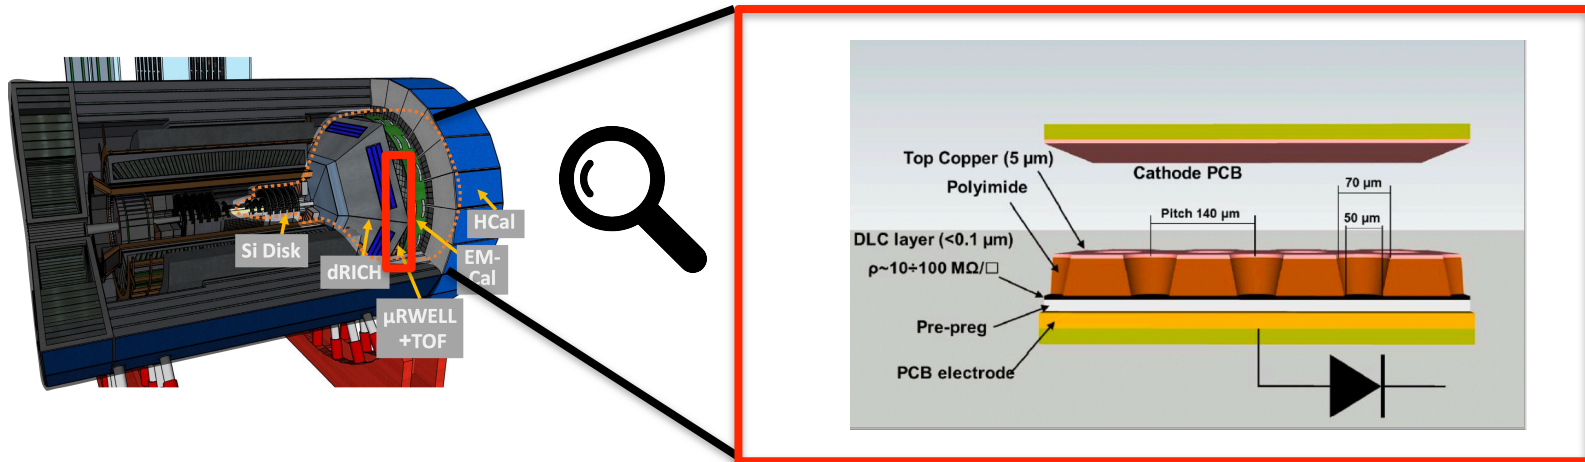 Si Disk
dRICH
HCal
EM-
Cal
µRWELL
+TOF
Top Copper (5 µm)
Polyimide
Cathode PCB
70 µm
Pitch 140 µm
50 µm
DLC layer (<0.1 µm)
ρ~10÷100 MΩ/□
Pre-preg
PCB electrode